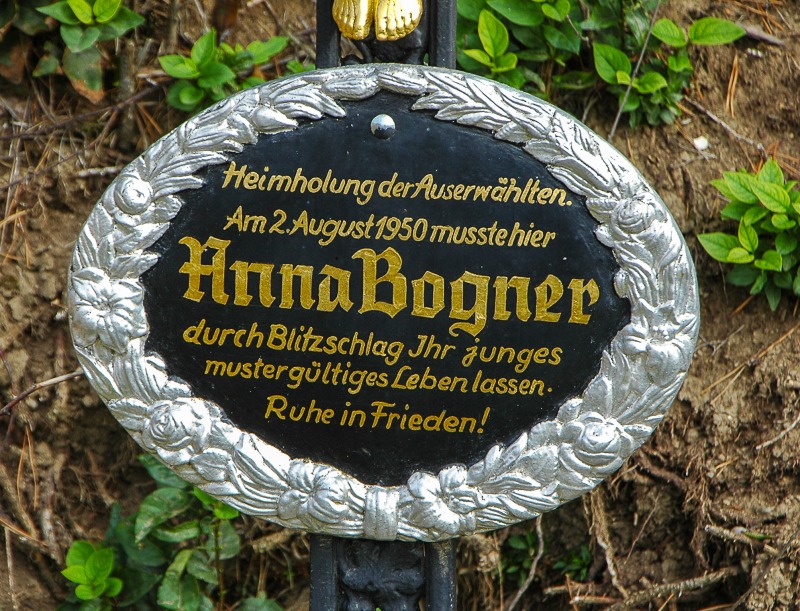 Heimholung der Auserwählten.
Am 2. August 1950 musste hier
Anna Bogner
durch Blitzschlag Ihr junges
mustergültiges Leben lassen.
Ruhe in Frieden!